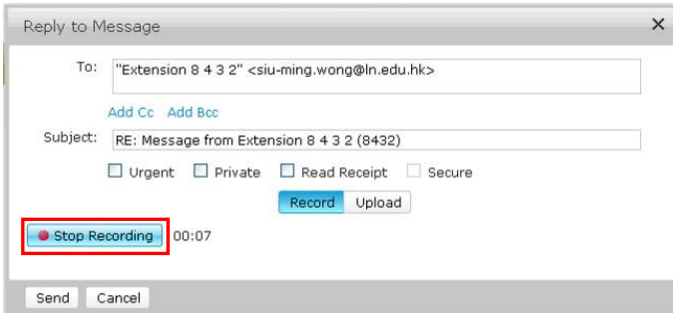 Reply to Message
To: "Extension 8 4 3 2" <siu-ming.wong@ln.edu.hk>
Add Cc Add Bcc
Subject: RE: Message from Extension 8 4 3 2 (8432)
Urgent Private Read Receipt Secure
Record Upload
Stop Recording 00:07
Send Cancel